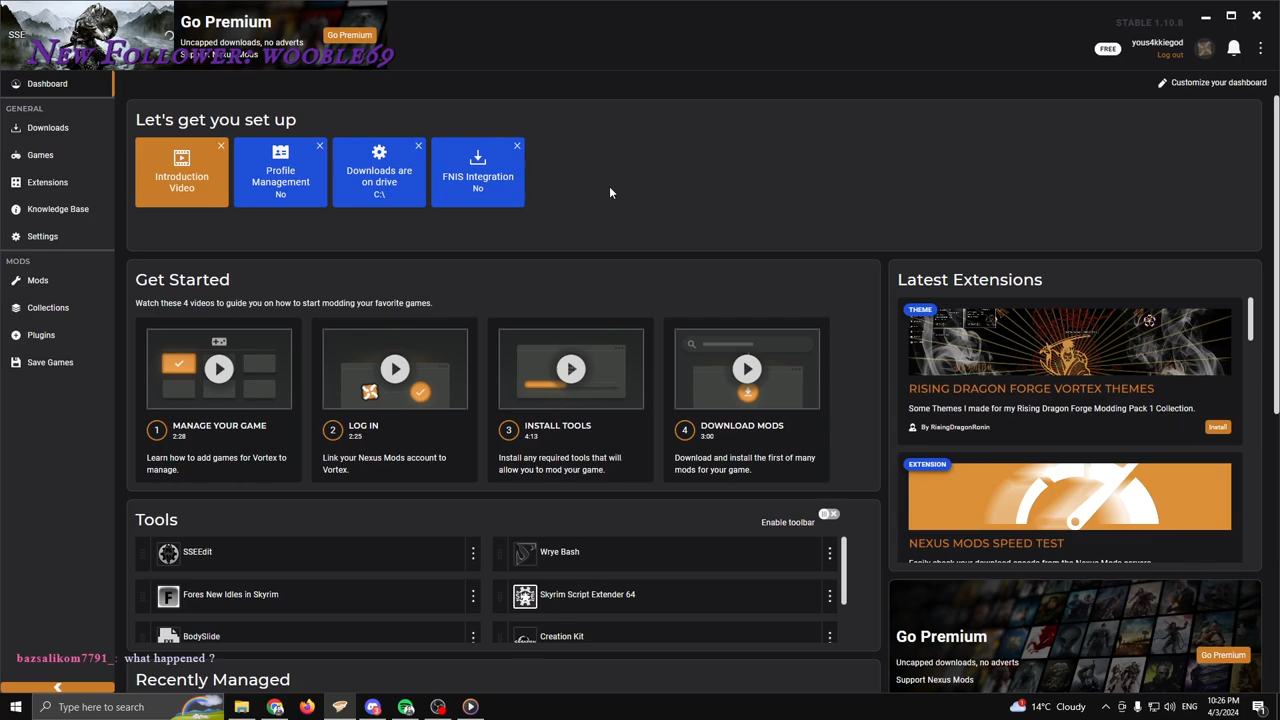 SSE
Go Premium
Uncapped downloads, no adverts
Go Premium
New Follower: wooble69
STABLE 1.10.8
FREE
yous4kkiegod
Log out
Dashboard
Customize your dashboard
GENERAL
Downloads
Games
Extensions
Knowledge Base
Settings
MODS
Mods
Collections
Plugins
Save Games
Let's get you set up
Introduction
Video
Profile
Management
No
Downloads are
on drive
C:\
FNIS Integration
No
Get Started
Watch these 4 videos to guide you on how to start modding your favorite games.
1 MANAGE YOUR GAME
2:28
Learn how to add games for Vortex to
manage.
2 LOG IN
2:25
Link your Nexus Mods account to
Vortex.
3 INSTALL TOOLS
4:13
Install any required tools that will
allow you to mod your game.
4 DOWNLOAD MODS
3:00
Download and install the first of many
mods for your game.
Latest Extensions
THEME
RISING DRAGON FORGE VORTEX THEMES
Some Themes I made for my Rising Dragon Forge Modding Pack 1 Collection.
By RisingDragonRonin
Install
EXTENSION
NEXUS MODS SPEED TEST
Easily check your download speeds from the Nexus Mods servers
Tools
Enable toolbar
SSEEdit
Wrye Bash
Fores New Idles in Skyrim
Skyrim Script Extender 64
BodySlide
Creation Kit
Recently Managed
Go Premium
Uncapped downloads, no adverts
Support Nexus Mods
Go Premium
bazsalikom7791_: what happened ?
Type here to search
14°C Cloudy
ENG
10:26 PM
4/3/2024